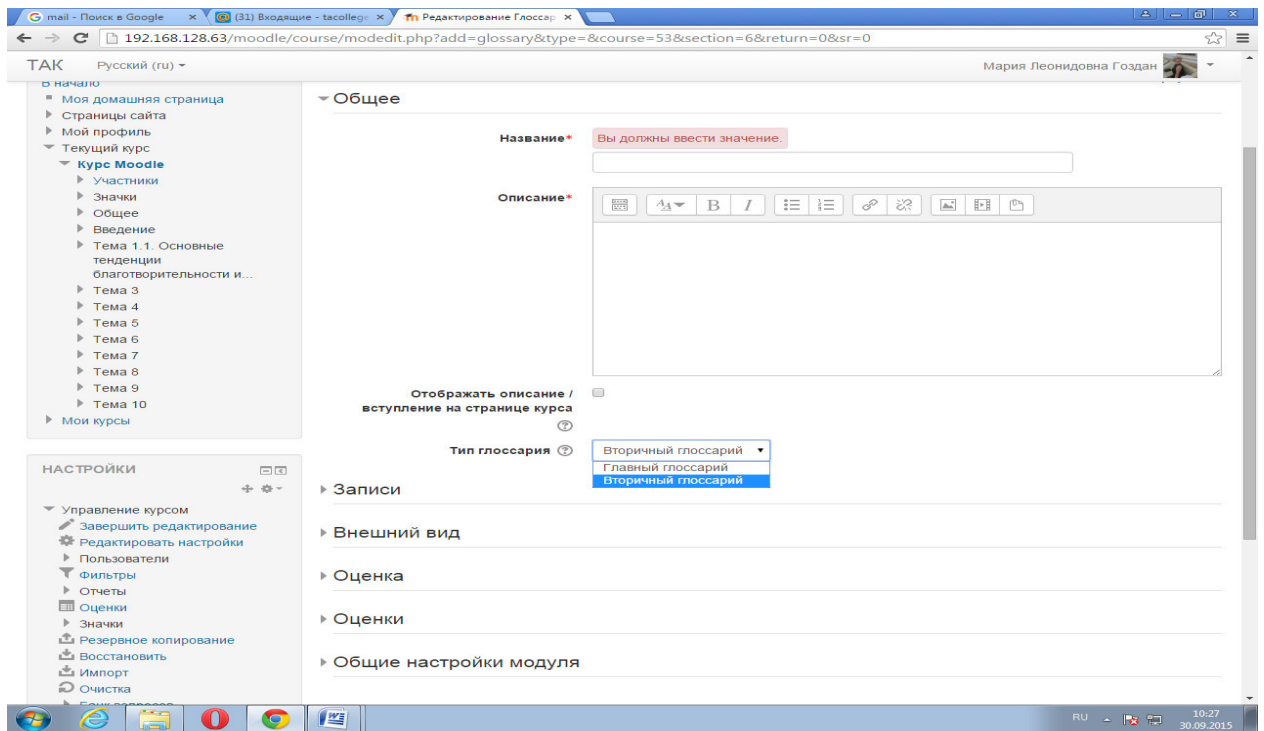 mail - Поиск в Google
(31) Входящие - tacollege
Редактирование Глоссар
192.168.128.63/moodle/course/modedit.php?add=glossary&type=&course=53&section=6&return=0&sr=0
ТАК
Русский (ru)
Мария Леонидовна Гоздан
В начало
Моя домашняя страница
Страницы сайта
Мой профиль
Текущий курс
Курс Moodle
Участники
Значки
Общее
Введение
Тема 1.1. Основные
тенденции
благотворительности и...
Тема 3
Тема 4
Тема 5
Тема 6
Тема 7
Тема 8
Тема 9
Тема 10
Мои курсы
НАСТРОЙКИ
Управление курсом
Завершить редактирование
Редактировать настройки
Пользователи
Фильтры
Отчеты
Оценки
Значки
Резервное копирование
Восстановить
Импорт
Очистка
Общее
Название*
Вы должны ввести значение.
Описание*
Отображать описание /
вступление на странице курса
Тип глоссария
Вторичный глоссарий
Главный глоссарий
Вторичный глоссарий
Записи
Внешний вид
Оценка
Оценки
Общие настройки модуля
RU
10:27
30.09.2015